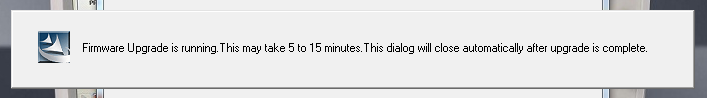 Firmware Upgrade is running.This may take 5 to 15 minutes.This dialog will close automatically after upgrade is complete.